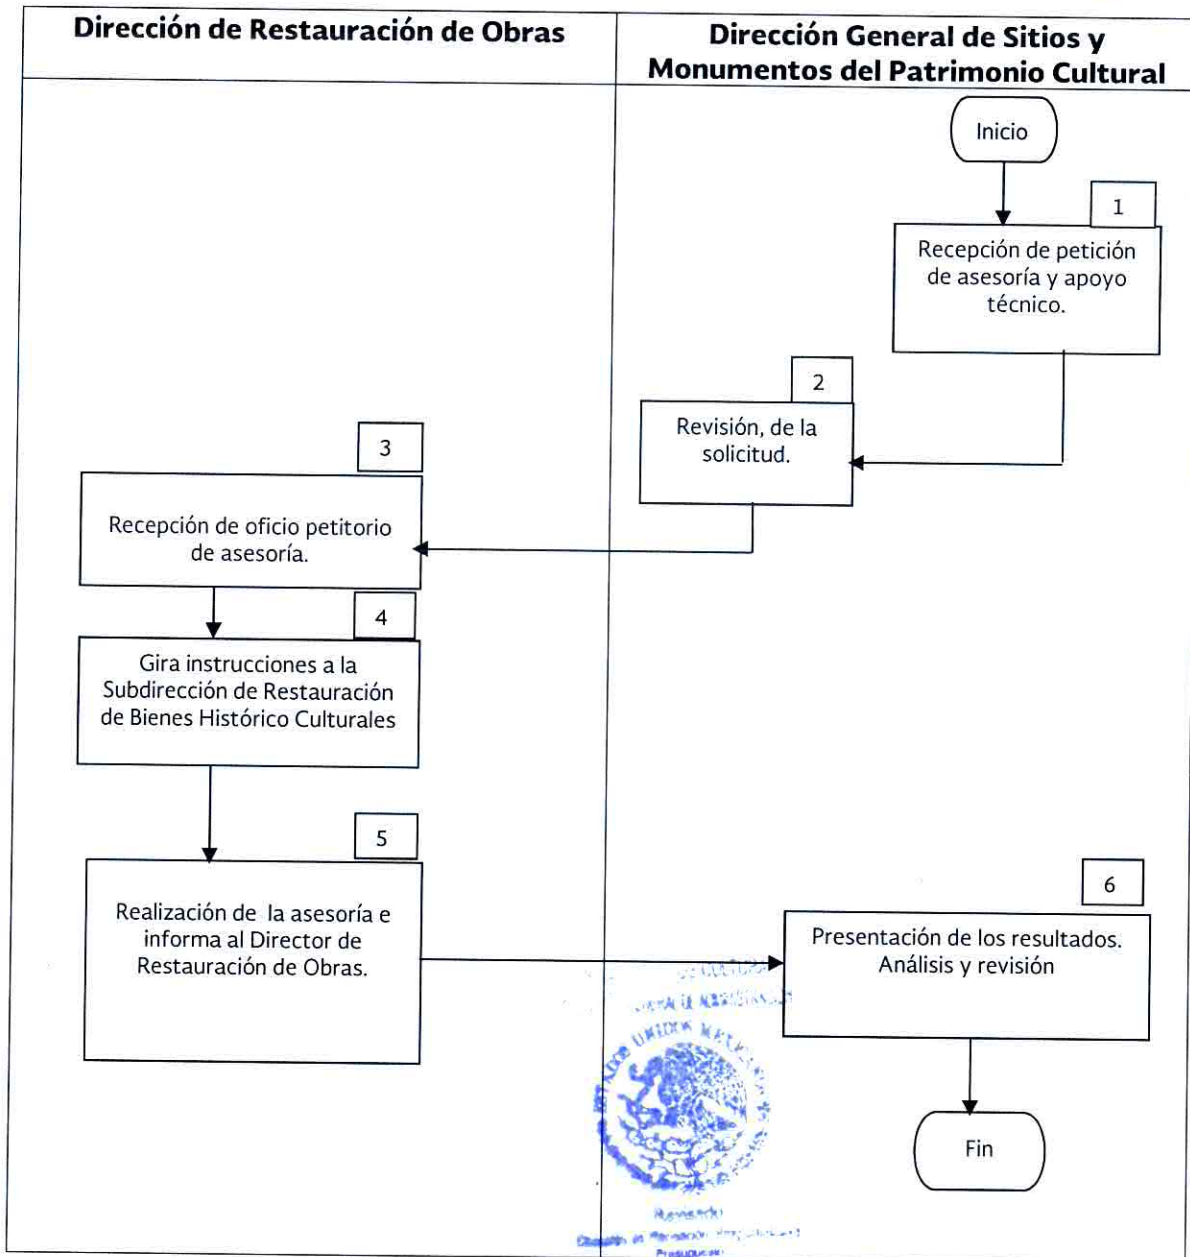 Dirección de Restauración de Obras
Dirección General de Sitios y
Monumentos del Patrimonio Cultural
Inicio
1
Recepción de petición
de asesoría y apoyo
técnico.
2
Revisión, de la
solicitud.
3
Recepción de oficio petitorio
de asesoría.
4
Gira instrucciones a la
Subdirección de Restauración
de Bienes Histórico Culturales
5
Realización de la asesoría e
informa al Director de
Restauración de Obras.
6
Presentación de los resultados.
Análisis y revisión
UNIDOS
Fin